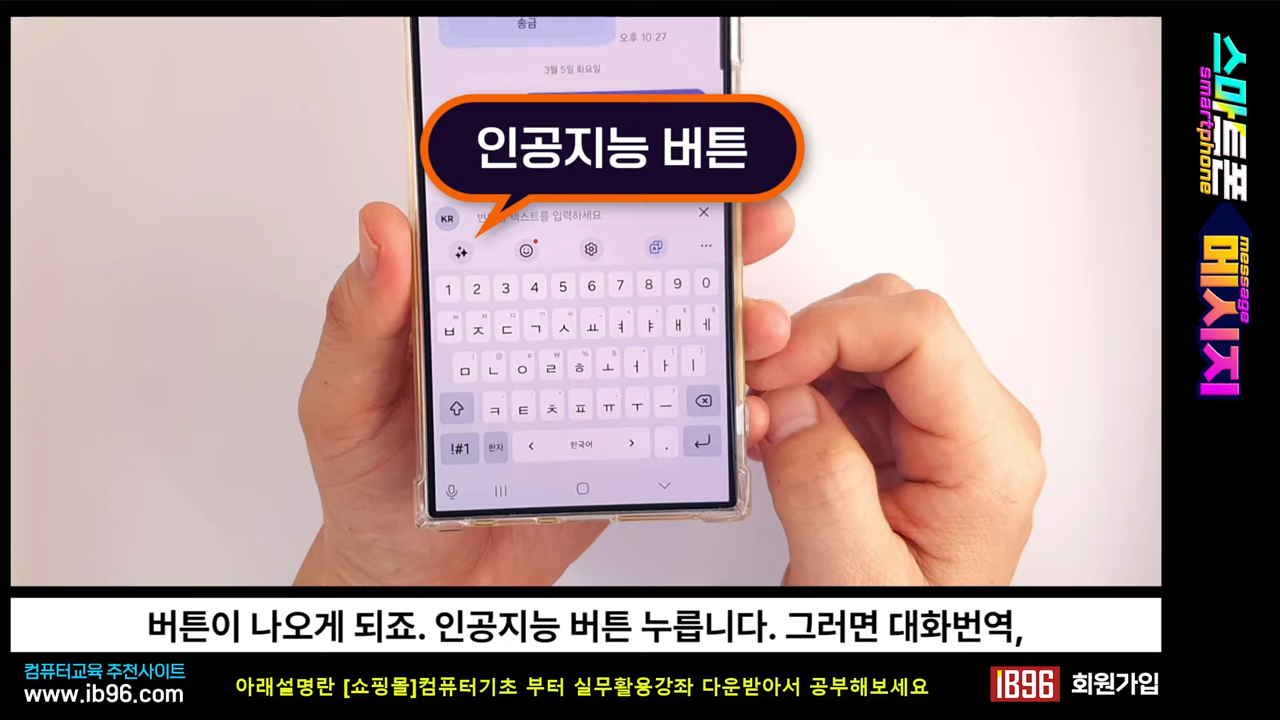 송금
오후 10:27
3월 5일 화요일
인공지능 버튼
KR
텍스트를 입력하세요
1 2 3 4 5 6 7 8 9 0
ㅂ ㅈ ㄷ ㄱ ㅅ ㅛ ㅕ ㅑ ㅐ ㅔ
ㅁ ㄴ ㅇ ㄹ ㅎ ㅗ ㅓ ㅏ ㅣ
ㅋ ㅌ ㅊ ㅍ ㅠ ㅜ ㅡ
!#1 한자 < 한국어 > .
스마트폰
smartphone
message
메시지
버튼이 나오게 되죠. 인공지능 버튼 누릅니다. 그러면 대화번역,
컴퓨터교육 추천사이트
www.ib96.com
아래설명란 [쇼핑몰]컴퓨터기초 부터 실무활용강좌 다운받아서 공부해보세요
IB96 회원가입